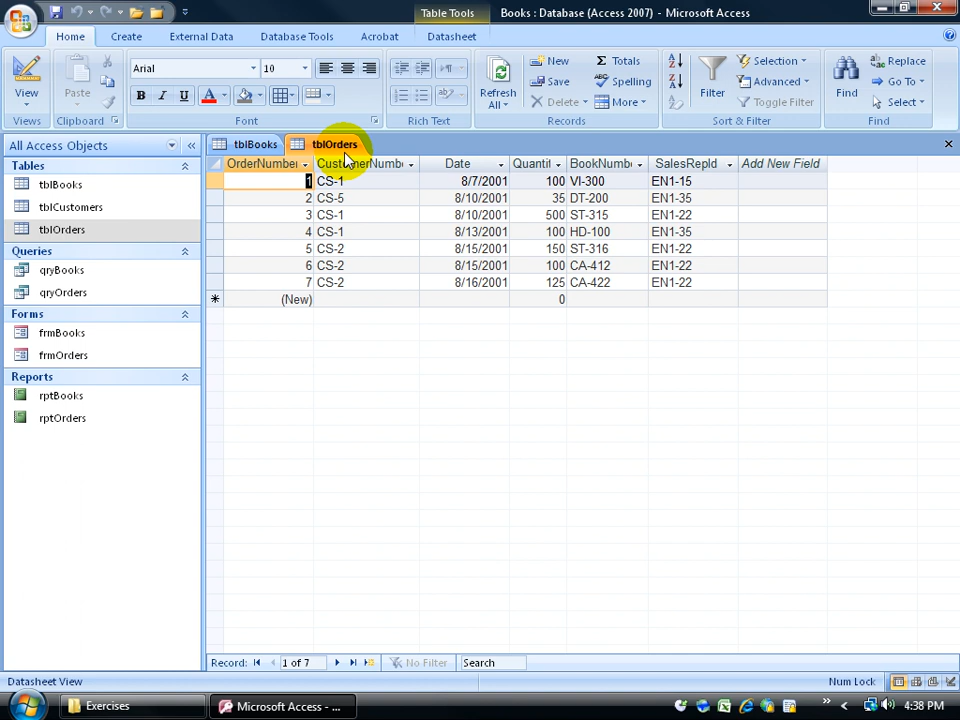 Table Tools
Books : Database (Access 2007) - Microsoft Access
Home
Create
External Data
Database Tools
Acrobat
Datasheet
View
Views
Paste
Clipboard
Arial
10
B I U A
Font
Rich Text
Refresh All
New
Save
Delete
Totals
Spelling
More
Records
Filter
Selection
Advanced
Toggle Filter
Sort & Filter
Find
Replace
Go To
Select
Find
All Access Objects
Tables
tblBooks
tblCustomers
tblOrders
Queries
qryBooks
qryOrders
Forms
frmBooks
frmOrders
Reports
rptBooks
rptOrders
tblBooks
tblOrders
OrderNumber CustomerNumbe Date Quantit BookNumbe SalesRepId Add New Field
1 CS-1 8/7/2001 100 VI-300 EN1-15
2 CS-5 8/10/2001 35 DT-200 EN1-35
3 CS-1 8/10/2001 500 ST-315 EN1-22
4 CS-1 8/13/2001 100 HD-100 EN1-35
5 CS-2 8/15/2001 150 ST-316 EN1-22
6 CS-2 8/15/2001 100 CA-412 EN1-22
7 CS-2 8/16/2001 125 CA-422 EN1-22
* (New) 0
Record: 1 of 7 No Filter Search
Datasheet View
Num Lock
Exercises
Microsoft Access - ...
4:38 PM